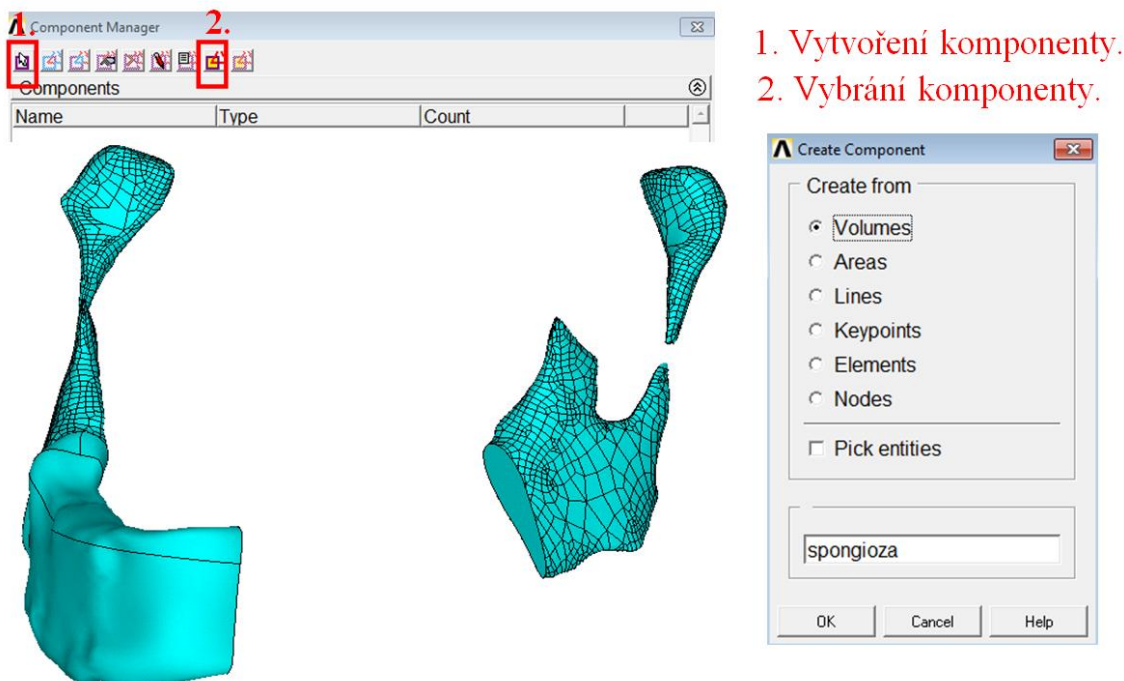 1.
2.
Component Manager
Components
Name Type Count
1. Vytvoření komponenty.
2. Vybrání komponenty.
Create Component
Create from
Volumes
Areas
Lines
Keypoints
Elements
Nodes
Pick entities
spongioza
OK Cancel Help